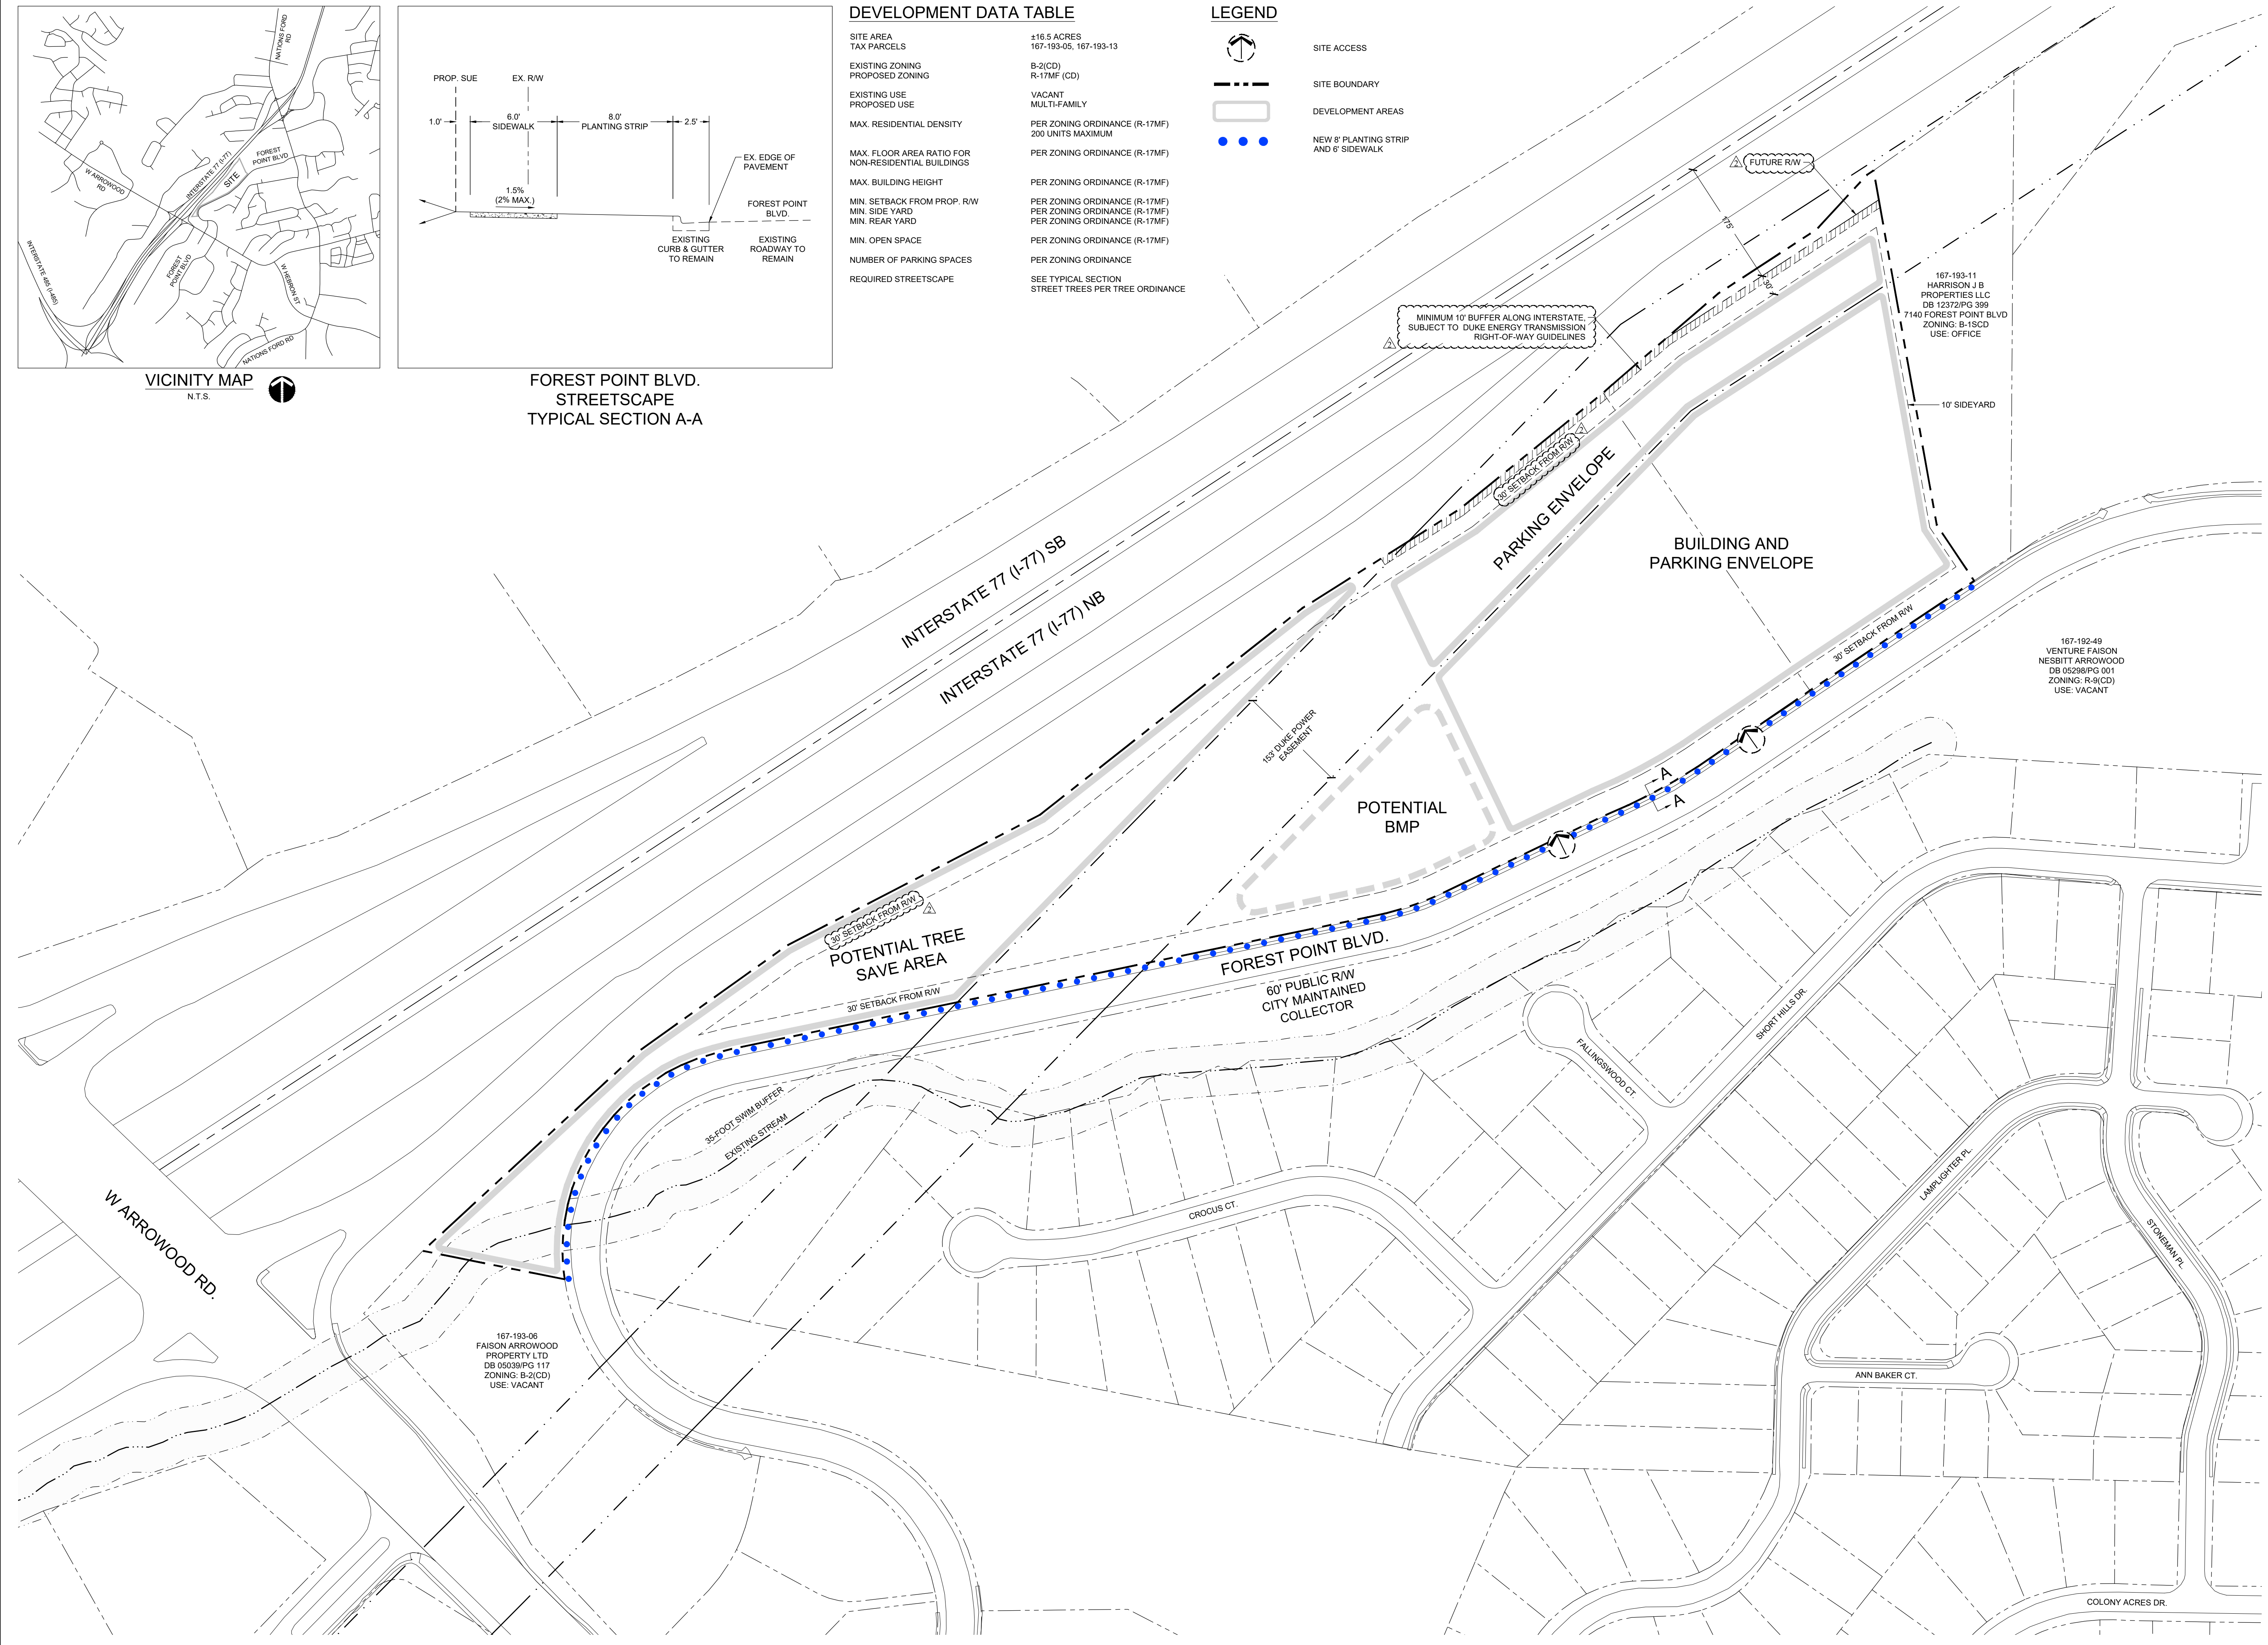 NATIONS FORD
RD
W ARROWOOD
RD
INTERSTATE 77 (I-77)
SITE
FOREST
POINT BLVD
INTERSTATE 485 (I-485)
FOREST
POINT BLVD
W HEBRON ST
NATIONS FORD RD
VICINITY MAP
N.T.S.
PROP. SUE
EX. R/W
1.0'
6.0'
SIDEWALK
8.0'
PLANTING STRIP
2.5'
EX. EDGE OF
PAVEMENT
1.5%
(2% MAX.)
FOREST POINT
BLVD.
EXISTING
CURB & GUTTER
TO REMAIN
EXISTING
ROADWAY TO
REMAIN
FOREST POINT BLVD.
STREETSCAPE
TYPICAL SECTION A-A
DEVELOPMENT DATA TABLE
SITE AREA ±16.5 ACRES
TAX PARCELS 167-193-05, 167-193-13
EXISTING ZONING B-2(CD)
PROPOSED ZONING R-17MF (CD)
EXISTING USE VACANT
PROPOSED USE MULTI-FAMILY
MAX. RESIDENTIAL DENSITY PER ZONING ORDINANCE (R-17MF)
200 UNITS MAXIMUM
MAX. FLOOR AREA RATIO FOR PER ZONING ORDINANCE (R-17MF)
NON-RESIDENTIAL BUILDINGS
MAX. BUILDING HEIGHT PER ZONING ORDINANCE (R-17MF)
MIN. SETBACK FROM PROP. R/W PER ZONING ORDINANCE (R-17MF)
MIN. SIDE YARD PER ZONING ORDINANCE (R-17MF)
MIN. REAR YARD PER ZONING ORDINANCE (R-17MF)
MIN. OPEN SPACE PER ZONING ORDINANCE (R-17MF)
NUMBER OF PARKING SPACES PER ZONING ORDINANCE
REQUIRED STREETSCAPE SEE TYPICAL SECTION
STREET TREES PER TREE ORDINANCE
LEGEND
SITE ACCESS
SITE BOUNDARY
DEVELOPMENT AREAS
NEW 8' PLANTING STRIP
AND 6' SIDEWALK
2
FUTURE R/W
175'
30'
MINIMUM 10' BUFFER ALONG INTERSTATE,
SUBJECT TO DUKE ENERGY TRANSMISSION
RIGHT-OF-WAY GUIDELINES
2
167-193-11
HARRISON J B
PROPERTIES LLC
DB 12372/PG 399
7140 FOREST POINT BLVD
ZONING: B-1SCD
USE: OFFICE
10' SIDEYARD
30' SETBACK FROM R/W
2
PARKING ENVELOPE
BUILDING AND
PARKING ENVELOPE
INTERSTATE 77 (I-77) SB
INTERSTATE 77 (I-77) NB
30' SETBACK FROM R/W
167-192-49
VENTURE FAISON
NESBITT ARROWOOD
DB 05298/PG 001
ZONING: R-9(CD)
USE: VACANT
153' DUKE POWER
EASEMENT
A
A
POTENTIAL
BMP
30' SETBACK FROM R/W
2
POTENTIAL TREE
SAVE AREA
30' SETBACK FROM R/W
FOREST POINT BLVD.
60' PUBLIC R/W
CITY MAINTAINED
COLLECTOR
35-FOOT SWIM BUFFER
EXISTING STREAM
FALLINGSWOOD CT.
SHORT HILLS DR.
CROCUS CT.
LAMPLIGHTER PL.
STONEMAN PL.
W ARROWOOD RD.
167-193-06
FAISON ARROWOOD
PROPERTY LTD
DB 05039/PG 117
ZONING: B-2(CD)
USE: VACANT
ANN BAKER CT.
COLONY ACRES DR.